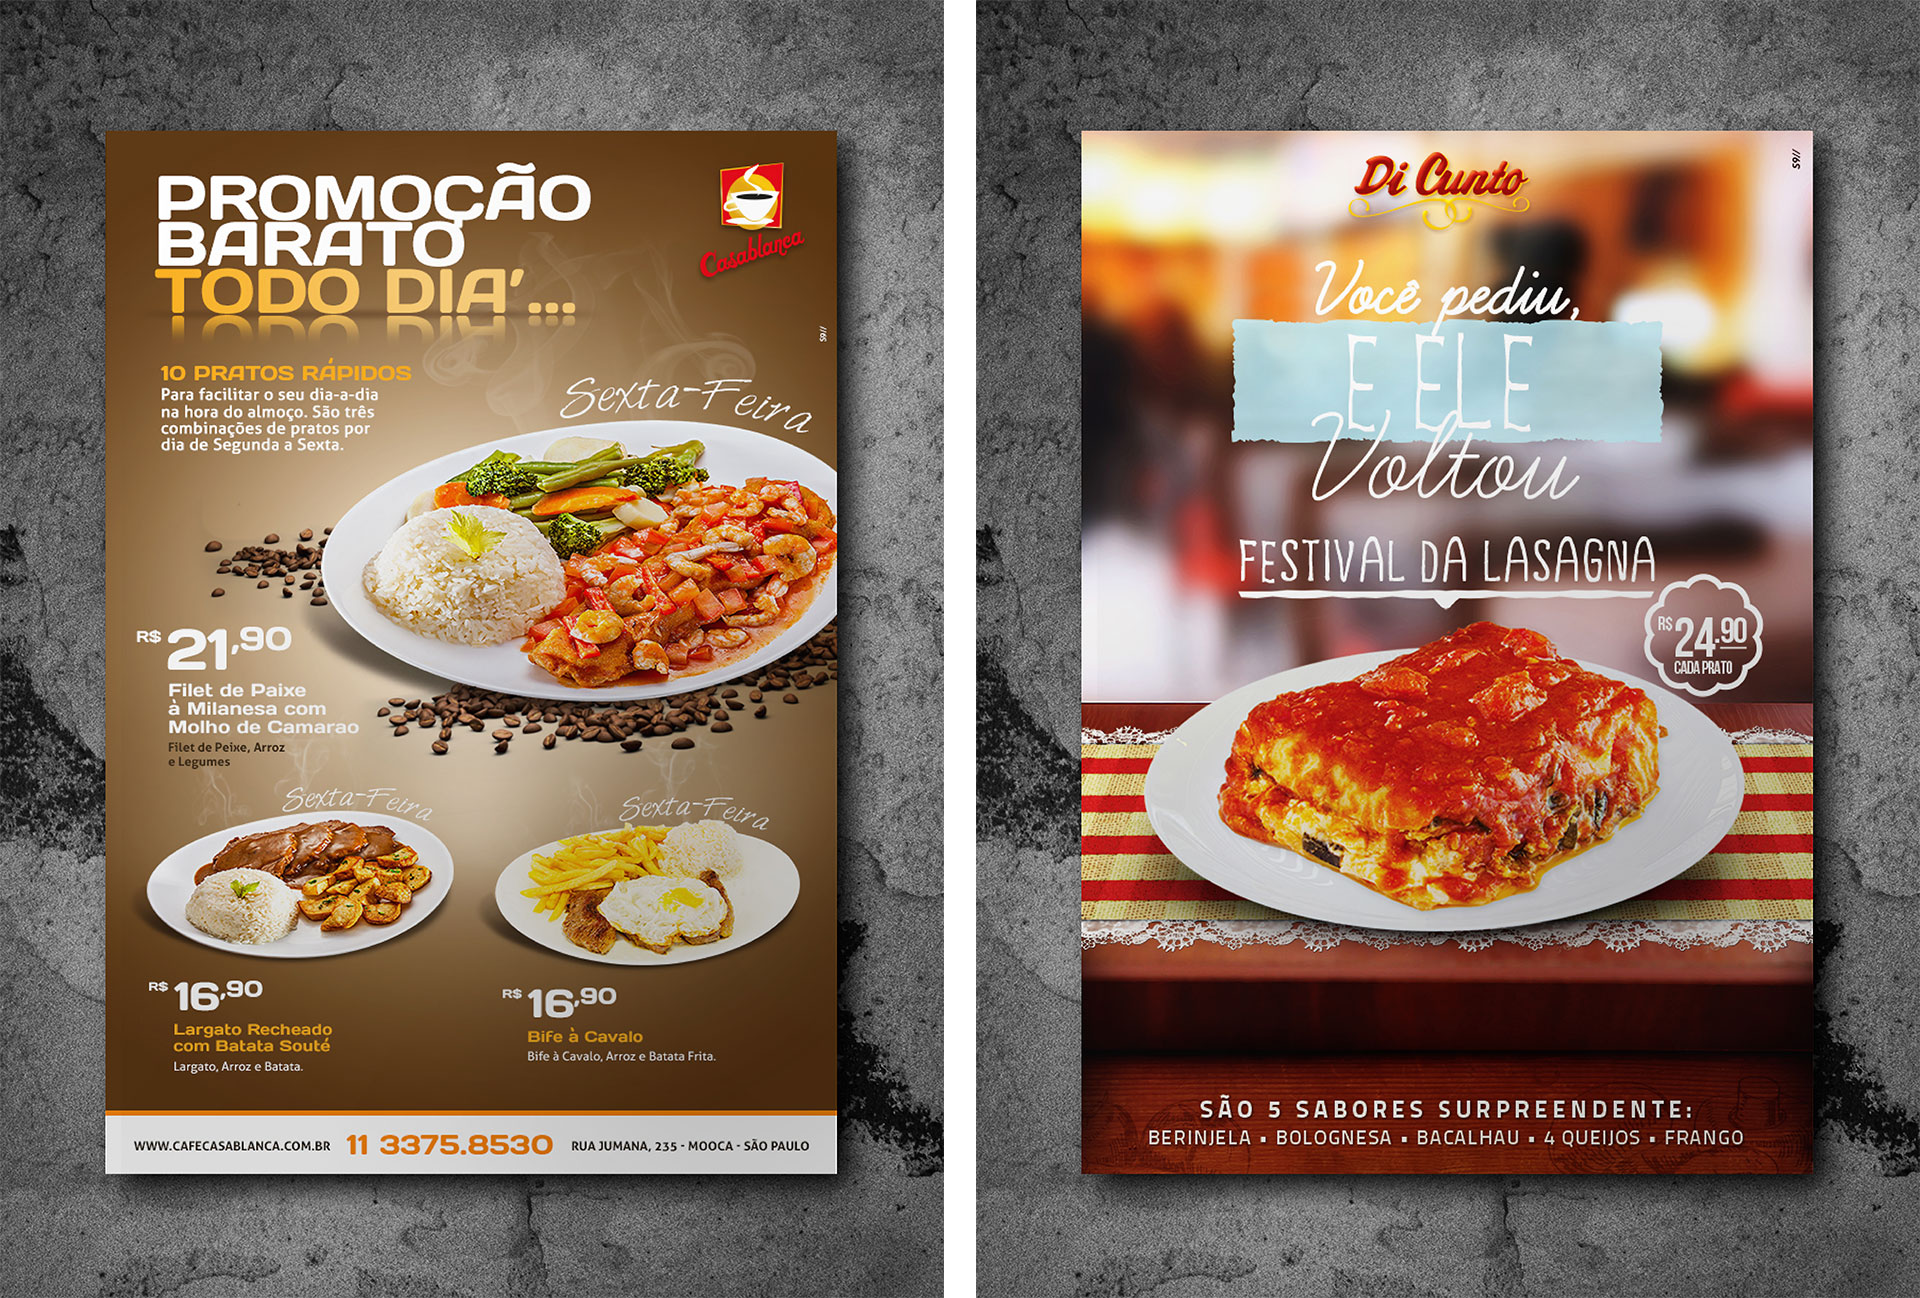 PROMOÇÃO
BARATO
TODO DIA'...
Casablanca
S9//
10 PRATOS RÁPIDOS
Para facilitar o seu dia-a-dia
na hora do almoço. São três
combinações de pratos por
dia de Segunda a Sexta.
Sexta-Feira
R$ 21,90
Filet de Paixe
à Milanesa com
Molho de Camarao
Filet de Peixe, Arroz
e Legumes
Sexta-Feira
Sexta-Feira
R$ 16,90
Largato Recheado
com Batata Souté
Largato, Arroz e Batata.
R$ 16,90
Bife à Cavalo
Bife à Cavalo, Arroz e Batata Frita.
WWW.CAFECASABLANCA.COM.BR 11 3375.8530 RUA JUMANA, 235 - MOOCA - SÃO PAULO
Di Cunto
S9//
Você pediu,
E ELE
Voltou
FESTIVAL DA LASAGNA
R$ 24.90
CADA PRATO
SÃO 5 SABORES SURPREENDENTE:
BERINJELA • BOLOGNESA • BACALHAU • 4 QUEIJOS • FRANGO